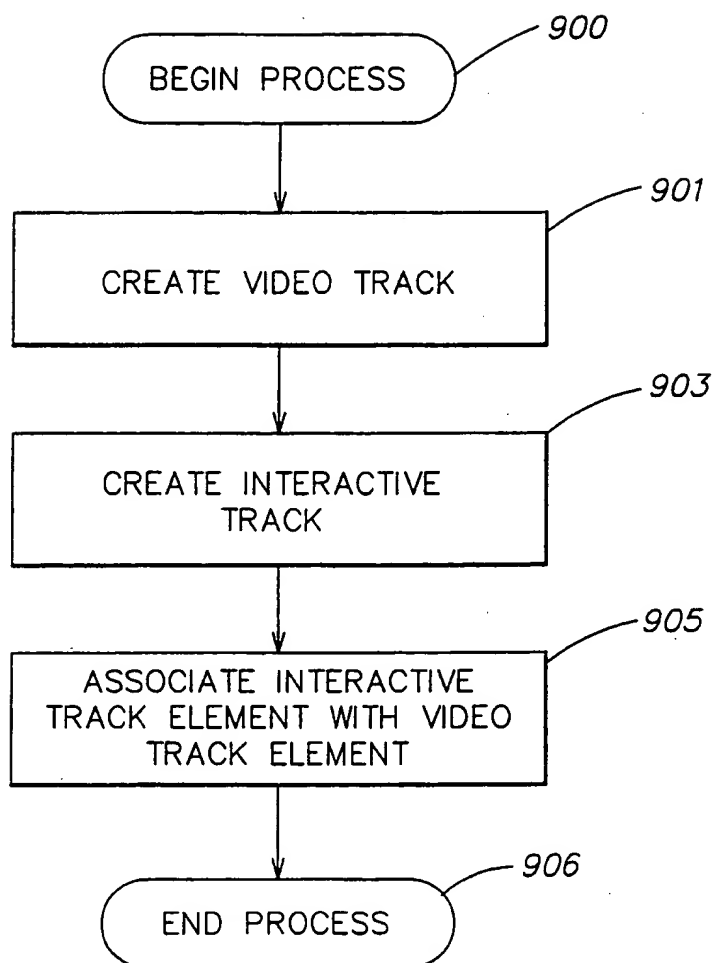 900
BEGIN PROCESS
901
CREATE VIDEO TRACK
903
CREATE INTERACTIVE
TRACK
905
ASSOCIATE INTERACTIVE
TRACK ELEMENT WITH VIDEO
TRACK ELEMENT
906
END PROCESS